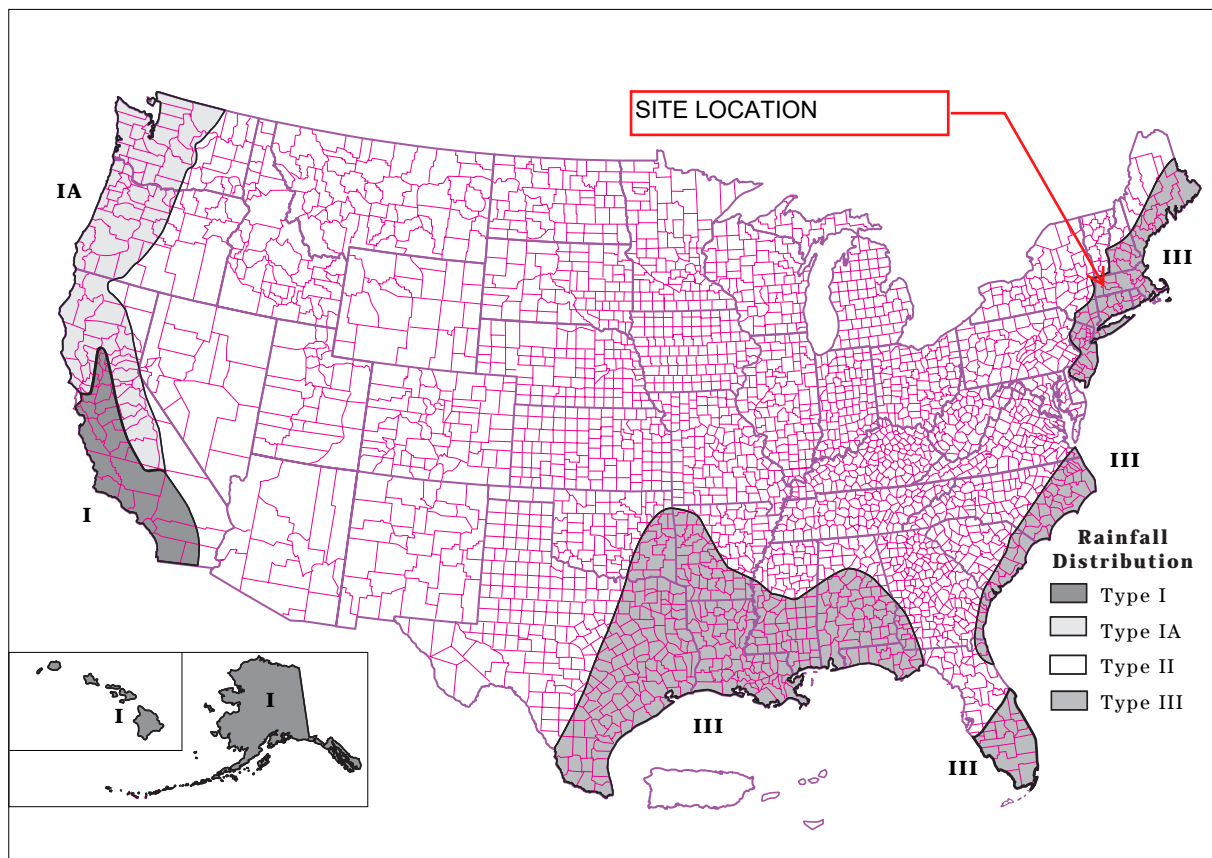 SITE LOCATION
IA
III
III
I
Rainfall
Distribution
Type I
Type IA
Type II
Type III
I
I
III
III